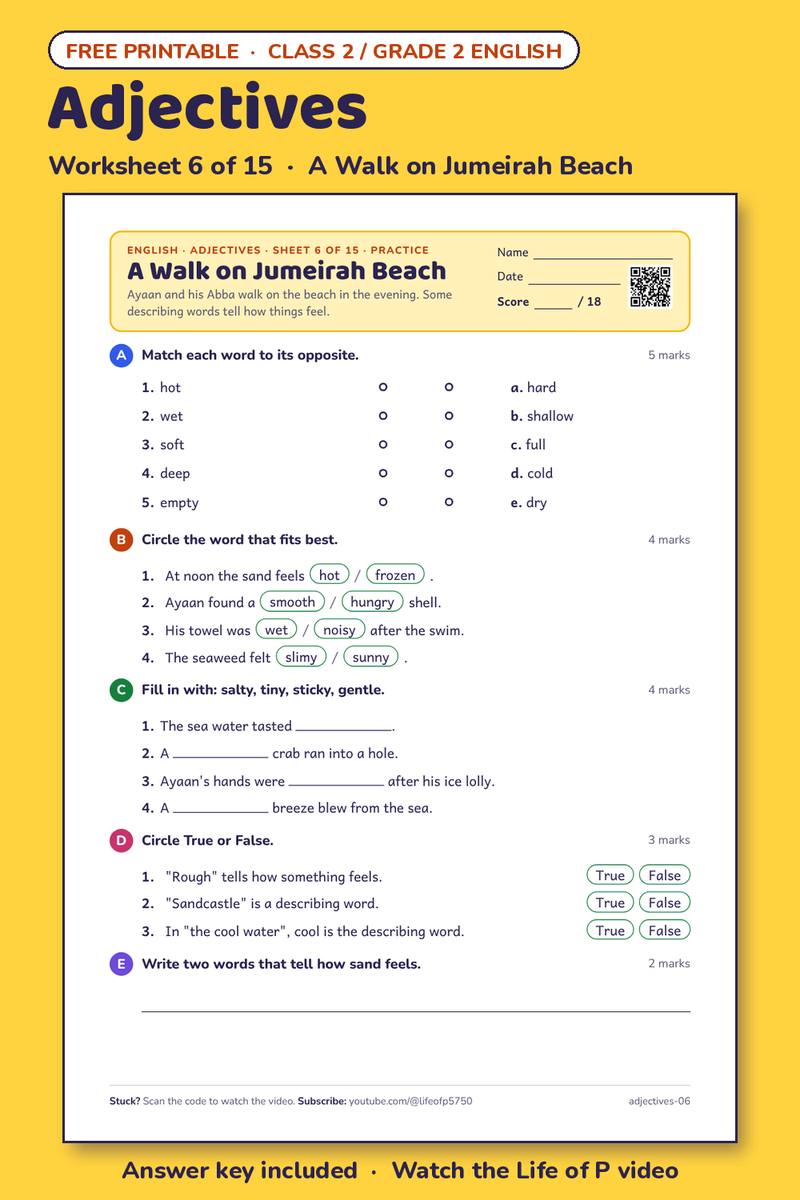 FREE PRINTABLE · CLASS 2 / GRADE 2 ENGLISH
Adjectives
Worksheet 6 of 15 · A Walk on Jumeirah Beach
ENGLISH · ADJECTIVES · SHEET 6 OF 15 · PRACTICE
A Walk on Jumeirah Beach
Ayaan and his Abba walk on the beach in the evening. Some
describing words tell how things feel.
Name ____________________
Date ____________________
Score ______ / 18
A Match each word to its opposite. 5 marks
1. hot a. hard
2. wet b. shallow
3. soft c. full
4. deep d. cold
5. empty e. dry
B Circle the word that fits best. 4 marks
1. At noon the sand feels hot / frozen .
2. Ayaan found a smooth / hungry shell.
3. His towel was wet / noisy after the swim.
4. The seaweed felt slimy / sunny .
C Fill in with: salty, tiny, sticky, gentle. 4 marks
1. The sea water tasted ______________.
2. A ______________ crab ran into a hole.
3. Ayaan's hands were ______________ after his ice lolly.
4. A ______________ breeze blew from the sea.
D Circle True or False. 3 marks
1. "Rough" tells how something feels. True False
2. "Sandcastle" is a describing word. True False
3. In "the cool water", cool is the describing word. True False
E Write two words that tell how sand feels. 2 marks
Stuck? Scan the code to watch the video. Subscribe: youtube.com/@lifeofp5750 adjectives-06
Answer key included · Watch the Life of P video